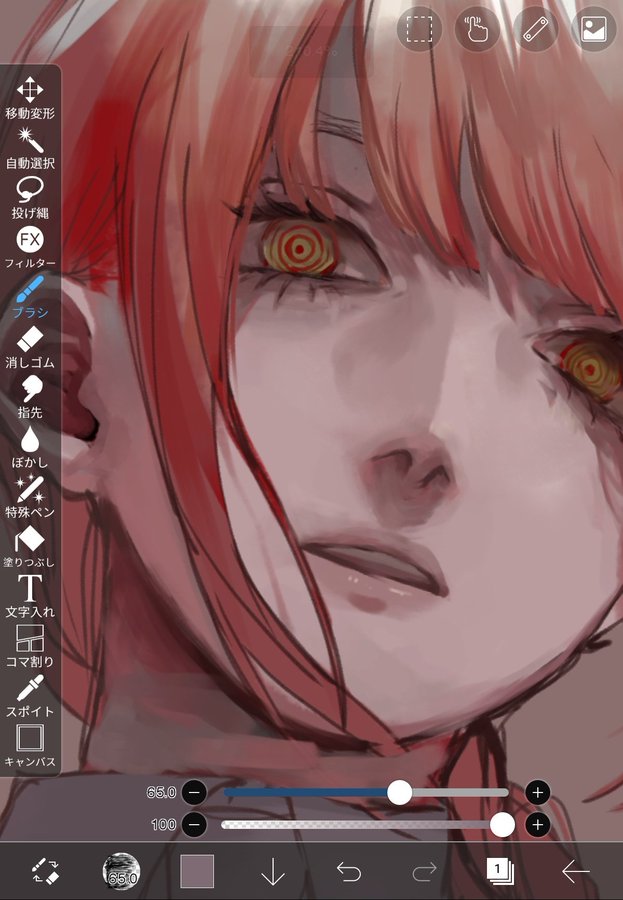 移動変形
自動選択
投げ縄
FX
フィルター
ブラシ
消しゴム
指先
ぼかし
特殊ペン
塗りつぶし
T
文字入れ
コマ割り
スポイト
キャンバス
65.0
100
65.0
1